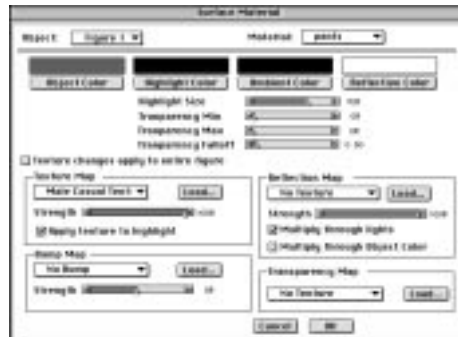 Surface Material
Object: Figure 1
Material: pants
Object Color
Highlight Color
Ambient Color
Reflection Color
Highlight Size
Transparency Min
Transparency Max
Transparency Falloff
Texture changes apply to entire figure
Texture Map
Male Casual Text
Load...
Strength
Apply texture to highlight
Bump Map
No Bump
Load...
Strength
Reflection Map
No Texture
Load...
Strength
Multiply through lights
Multiply through Object Color
Transparency Map
No Texture
Load...
Cancel
OK